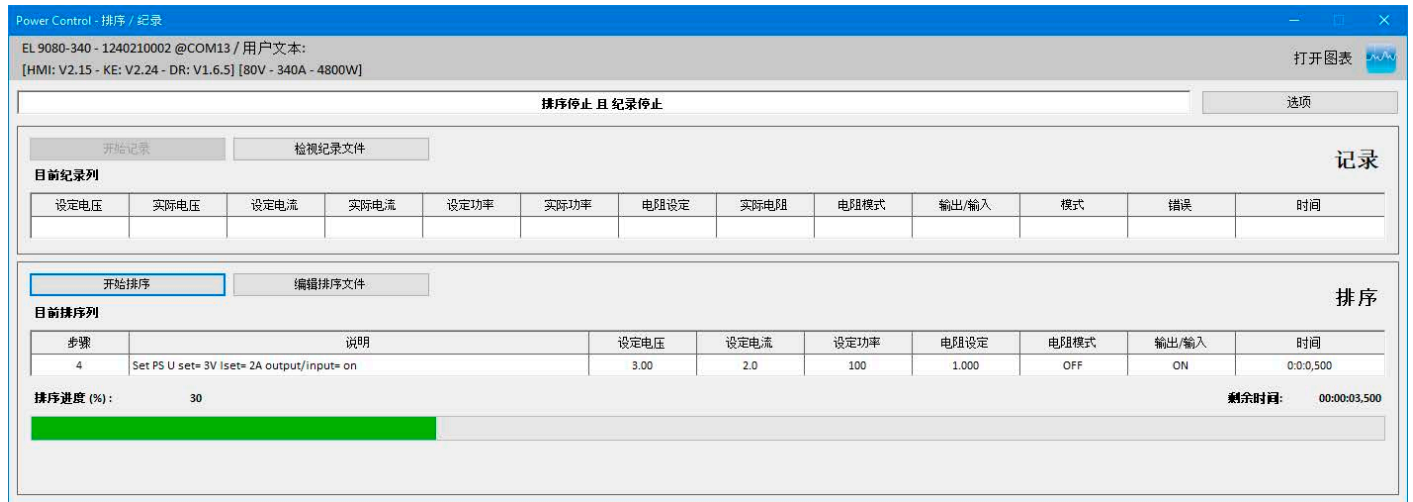 Power Control - 排序 / 纪录
EL 9080-340 - 1240210002 @COM13 / 用户文本:
[HMI: V2.15 - KE: V2.24 - DR: V1.6.5] [80V - 340A - 4800W]
打开图表
排序停止 且 纪录停止
选项
开始记录
检视纪录文件
记录
目前纪录列
设定电压 实际电压 设定电流 实际电流 设定功率 实际功率 电阻设定 实际电阻 电阻模式 输出/输入 模式 错误 时间
开始排序
编辑排序文件
排序
目前排序列
步骤 说明 设定电压 设定电流 设定功率 电阻设定 电阻模式 输出/输入 时间
4 Set PS U set= 3V Iset= 2A output/input= on 3.00 2.0 100 1.000 OFF ON 0:0:0,500
排序进度 (%) : 30
剩余时间: 00:00:03,500